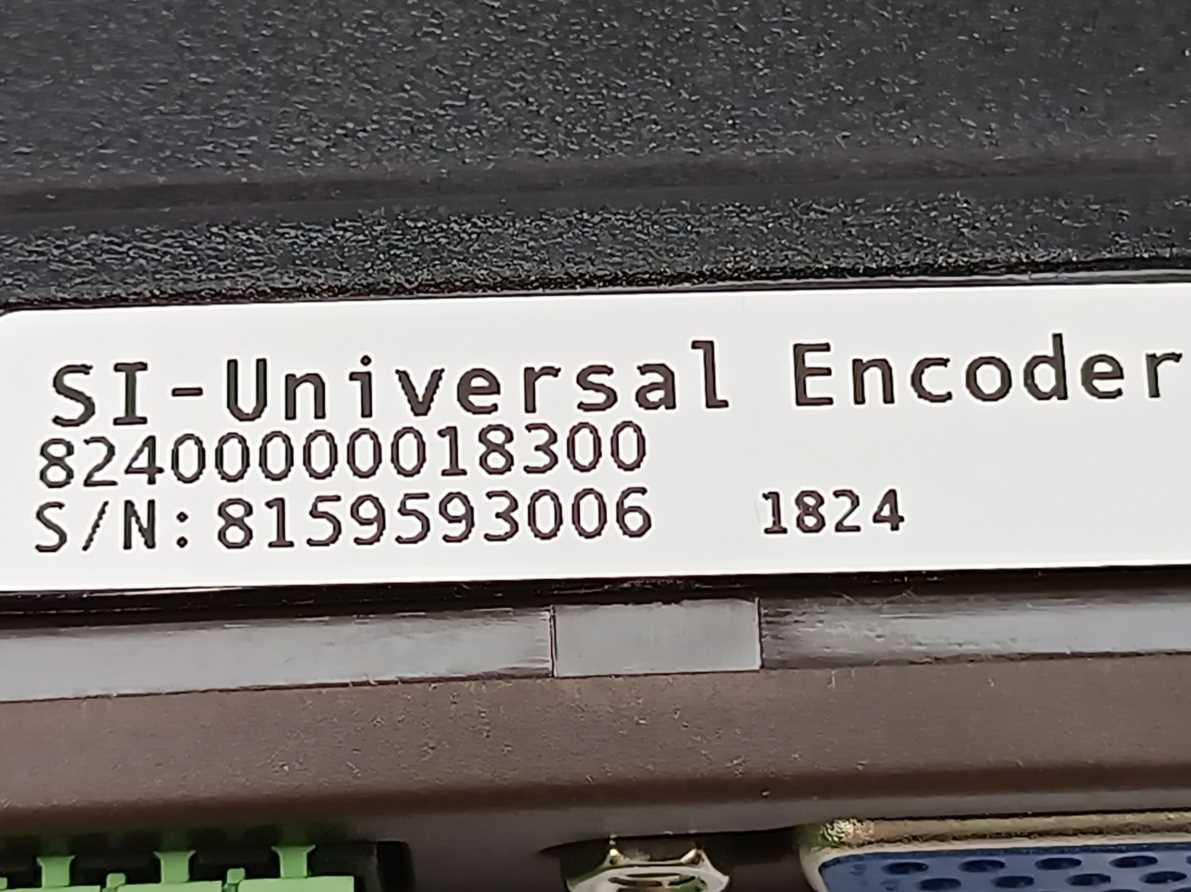 SI-Universal Encoder
82400000018300
S/N:8159593006 1824